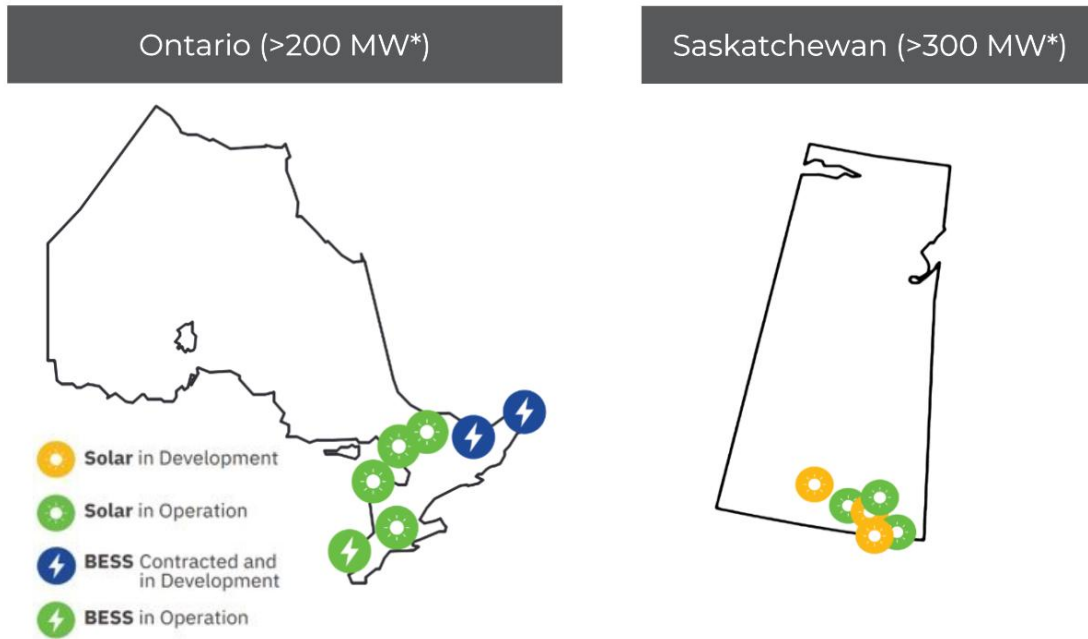 Ontario (>200 MW*)
Saskatchewan (>300 MW*)
Solar in Development
Solar in Operation
BESS Contracted and
in Development
BESS in Operation